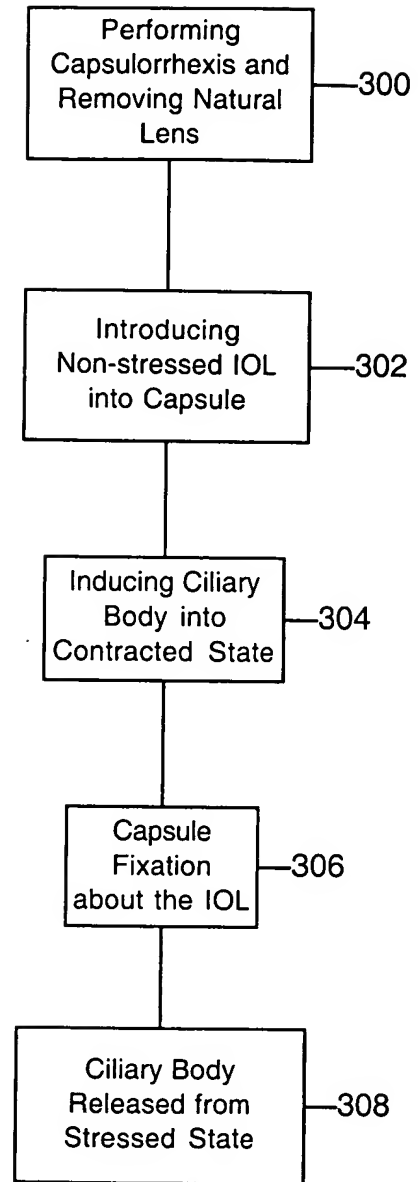 Performing
Capsulorrhexis and
Removing Natural
Lens
300
Introducing
Non-stressed IOL
into Capsule
302
Inducing Ciliary
Body into
Contracted State
304
Capsule
Fixation
about the IOL
306
Ciliary Body
Released from
Stressed State
308